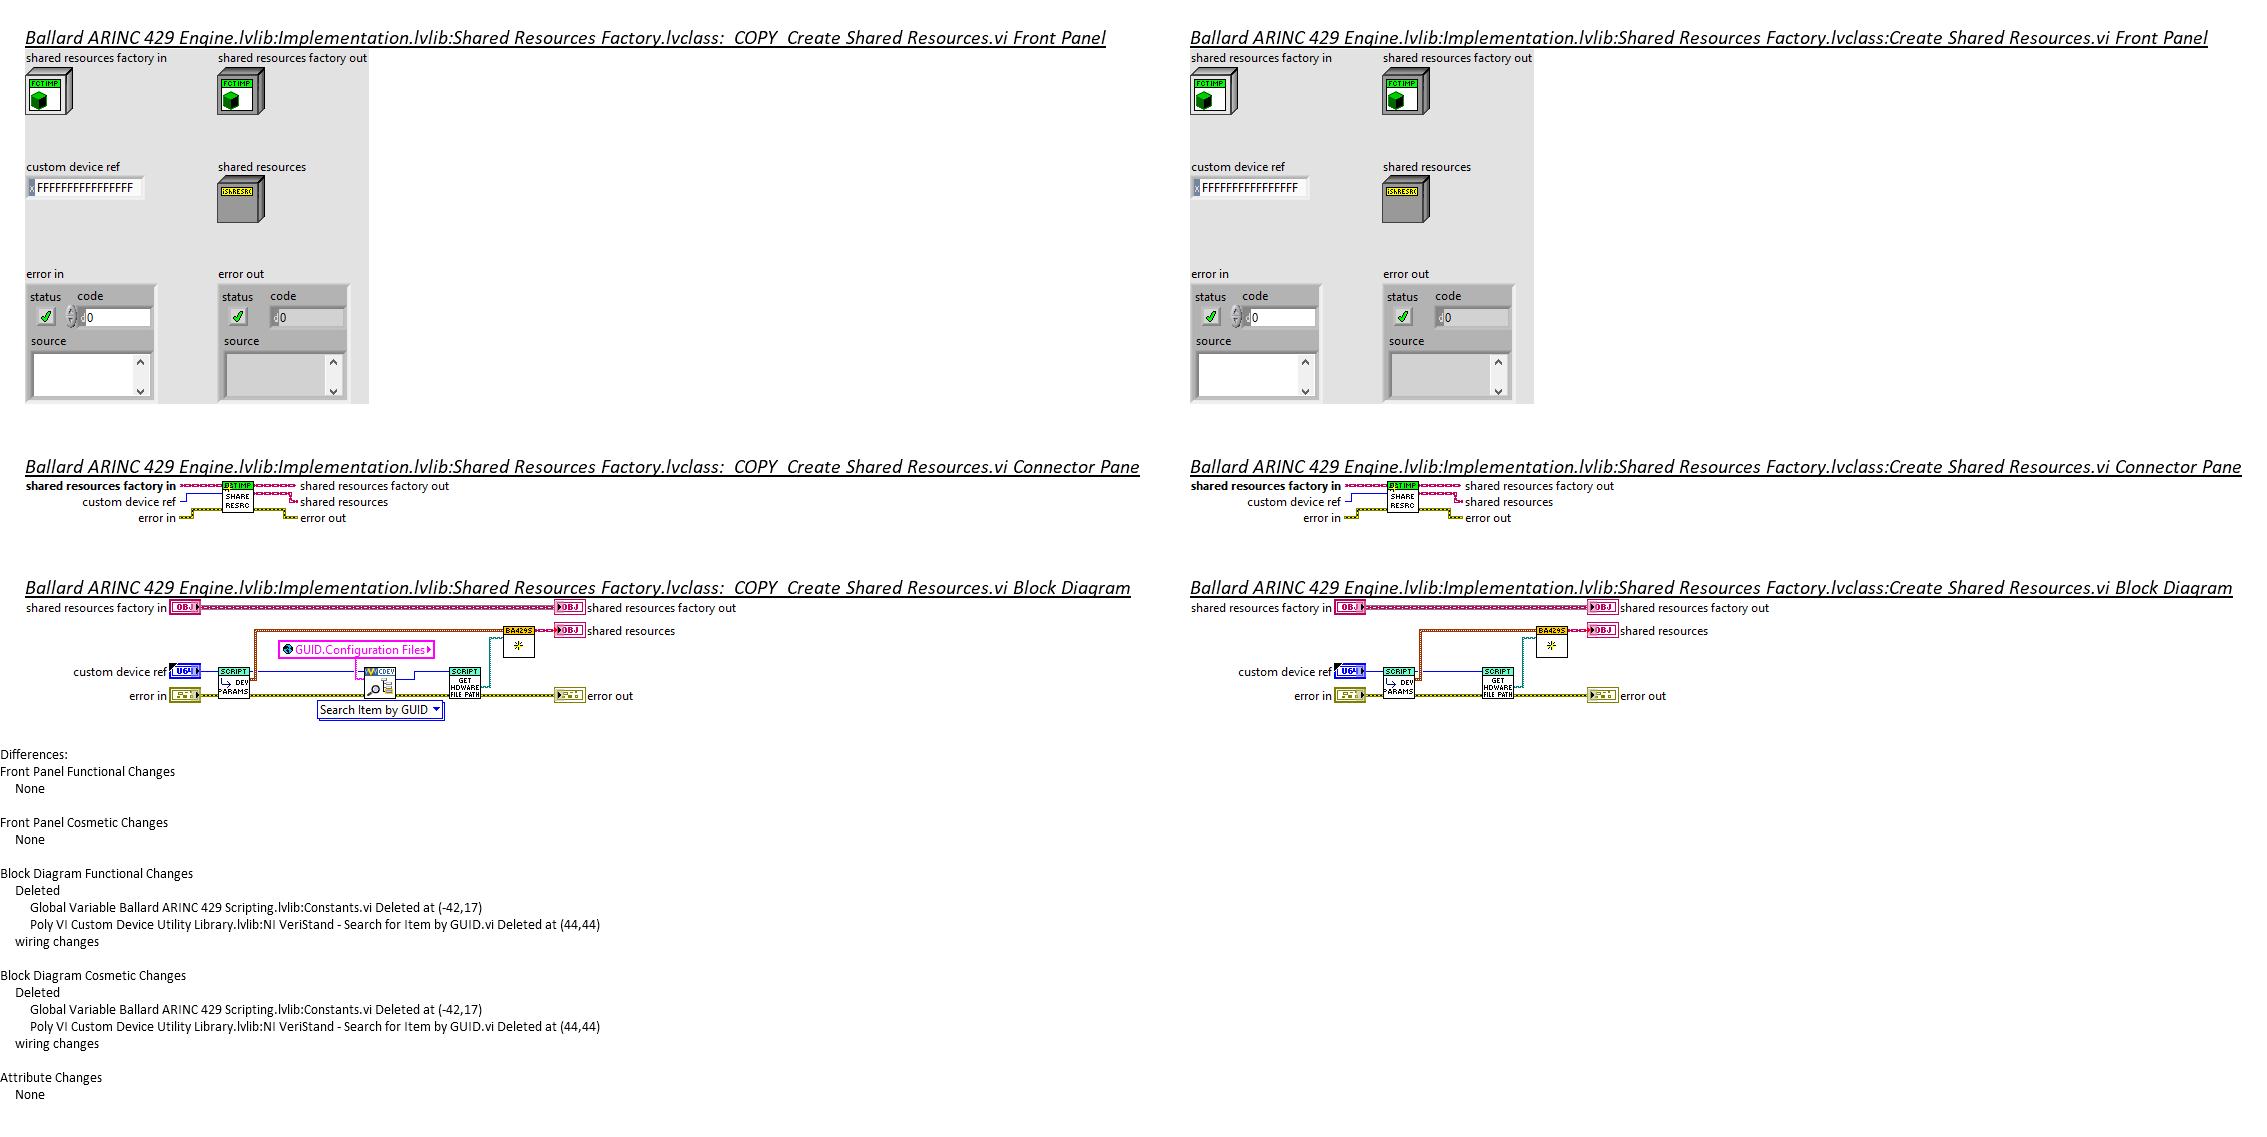 Ballard ARINC 429 Engine.lvlib:Implementation.lvlib:Shared Resources Factory.lvclass:_COPY_Create Shared Resources.vi Front Panel
shared resources factory in
shared resources factory out
FCTIMP
FCTIMP
custom device ref
shared resources
x FFFFFFFFFFFFFFFF
iShRESRC
error in
error out
status code
status code
d 0
d 0
source
source
Ballard ARINC 429 Engine.lvlib:Implementation.lvlib:Shared Resources Factory.lvclass:Create Shared Resources.vi Front Panel
shared resources factory in
shared resources factory out
FCTIMP
FCTIMP
custom device ref
shared resources
x FFFFFFFFFFFFFFFF
iShRESRC
error in
error out
status code
status code
d 0
d 0
source
source
Ballard ARINC 429 Engine.lvlib:Implementation.lvlib:Shared Resources Factory.lvclass:_COPY_Create Shared Resources.vi Connector Pane
shared resources factory in
shared resources factory out
custom device ref
SHARE
RESRC
shared resources
error in
error out
Ballard ARINC 429 Engine.lvlib:Implementation.lvlib:Shared Resources Factory.lvclass:Create Shared Resources.vi Connector Pane
shared resources factory in
shared resources factory out
custom device ref
SHARE
RESRC
shared resources
error in
error out
Ballard ARINC 429 Engine.lvlib:Implementation.lvlib:Shared Resources Factory.lvclass:_COPY_Create Shared Resources.vi Block Diagram
shared resources factory in
OBJ
OBJ
shared resources factory out
BA429S
OBJ
shared resources
GUID.Configuration Files
custom device ref
U64
SCRIPT
DEV
PARAMS
CDEV
SCRIPT
GET
HDWARE
FILE PATH
error in
error out
Search Item by GUID
Ballard ARINC 429 Engine.lvlib:Implementation.lvlib:Shared Resources Factory.lvclass:Create Shared Resources.vi Block Diagram
shared resources factory in
OBJ
OBJ
shared resources factory out
BA429S
OBJ
shared resources
custom device ref
U64
SCRIPT
DEV
PARAMS
SCRIPT
GET
HDWARE
FILE PATH
error in
error out
Differences:
Front Panel Functional Changes
None
Front Panel Cosmetic Changes
None
Block Diagram Functional Changes
Deleted
Global Variable Ballard ARINC 429 Scripting.lvlib:Constants.vi Deleted at (-42,17)
Poly VI Custom Device Utility Library.lvlib:NI VeriStand - Search for Item by GUID.vi Deleted at (44,44)
wiring changes
Block Diagram Cosmetic Changes
Deleted
Global Variable Ballard ARINC 429 Scripting.lvlib:Constants.vi Deleted at (-42,17)
Poly VI Custom Device Utility Library.lvlib:NI VeriStand - Search for Item by GUID.vi Deleted at (44,44)
wiring changes
Attribute Changes
None